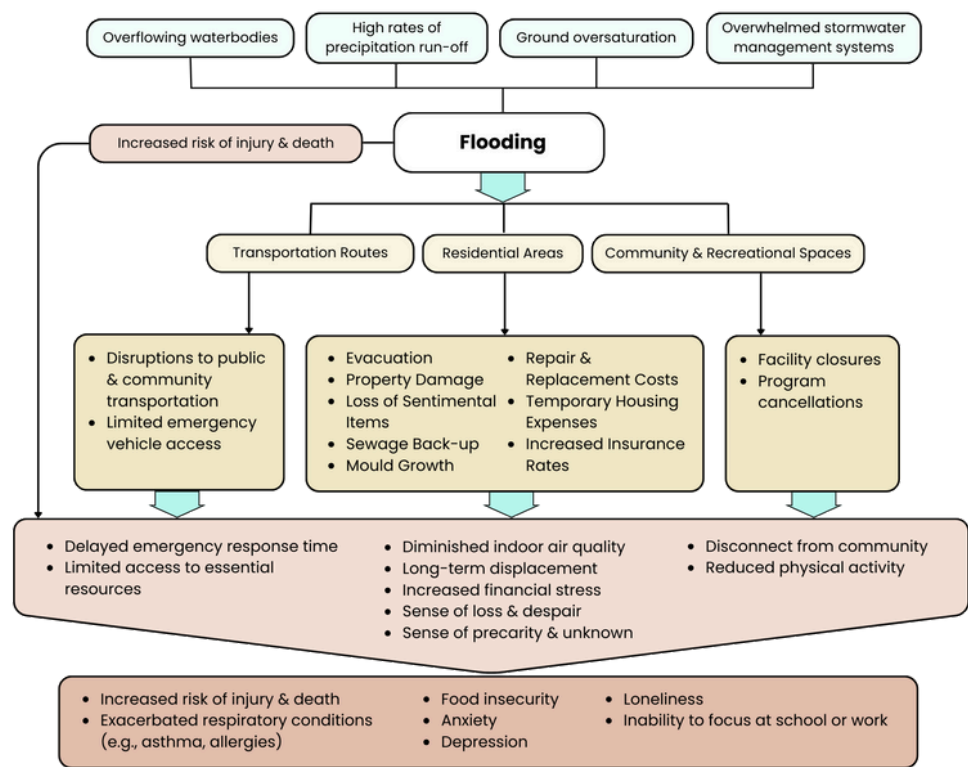 Overflowing waterbodies
High rates of
precipitation run-off
Ground oversaturation
Overwhelmed stormwater
management systems
Increased risk of injury & death
Flooding
Transportation Routes
Residential Areas
Community & Recreational Spaces
• Disruptions to public
& community
transportation
• Limited emergency
vehicle access
• Evacuation
• Property Damage
• Loss of Sentimental
Items
• Sewage Back-up
• Mould Growth
• Repair &
Replacement Costs
• Temporary Housing
Expenses
• Increased Insurance
Rates
• Facility closures
• Program
cancellations
• Delayed emergency response time
• Limited access to essential
resources
• Diminished indoor air quality
• Long-term displacement
• Increased financial stress
• Sense of loss & despair
• Sense of precarity & unknown
• Disconnect from community
• Reduced physical activity
• Increased risk of injury & death
• Exacerbated respiratory conditions
(e.g., asthma, allergies)
• Food insecurity
• Anxiety
• Depression
• Loneliness
• Inability to focus at school or work